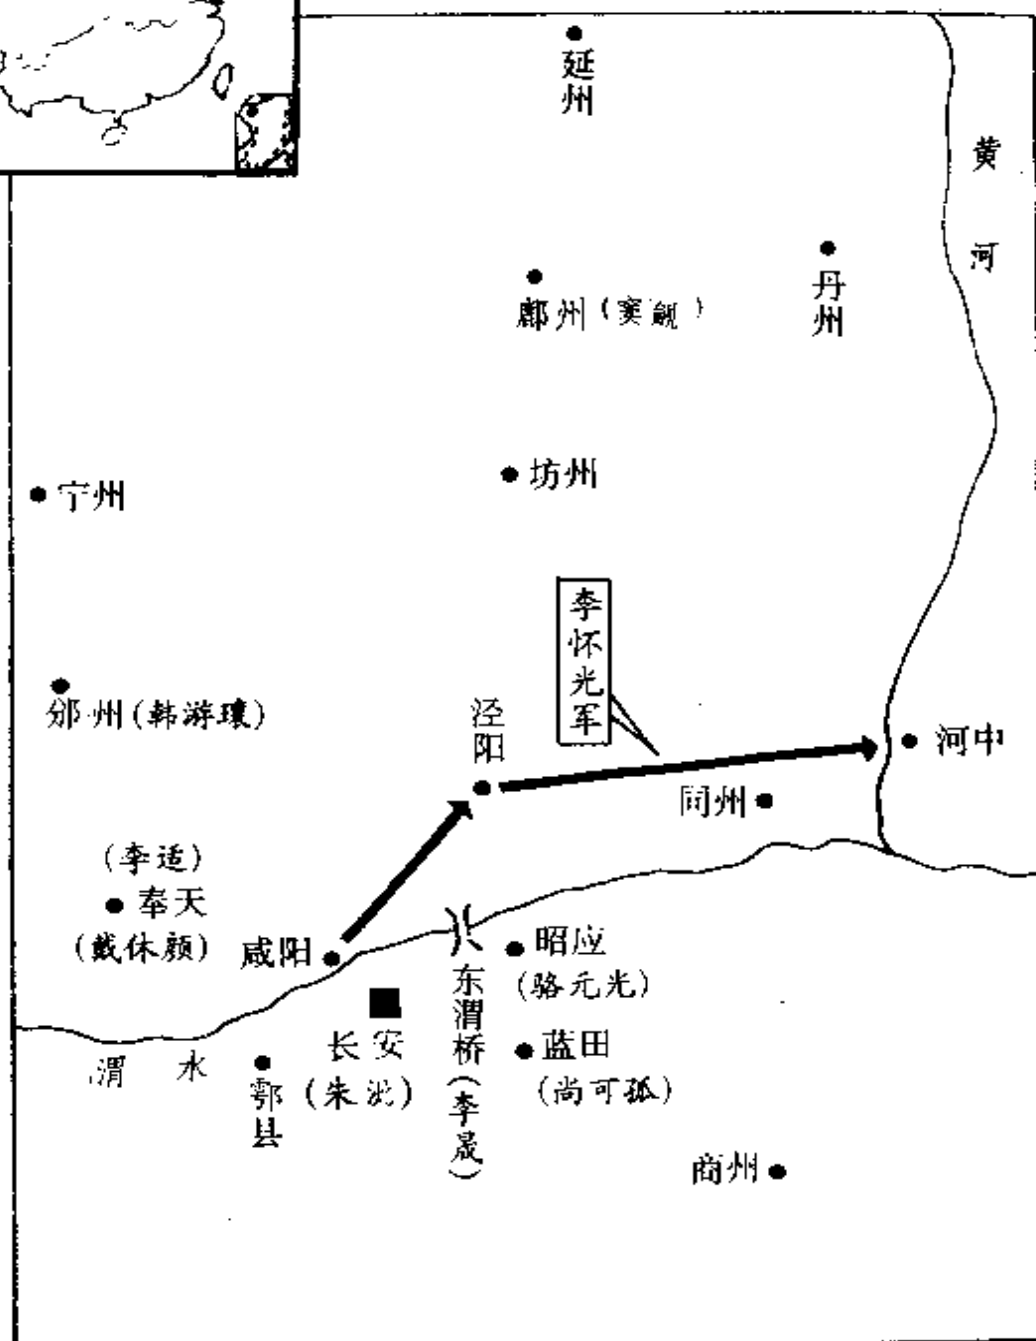 延州
黄河
丹州
鄜州(窦觎)
坊州
宁州
李怀光军
邠州(韩游瓌)
泾阳
河中
同州
(李适)
奉天
(戴休颜)
咸阳
昭应
(骆元光)
东渭桥(李晟)
长安
(朱泚)
蓝田
(尚可孤)
渭水
鄠县
商州